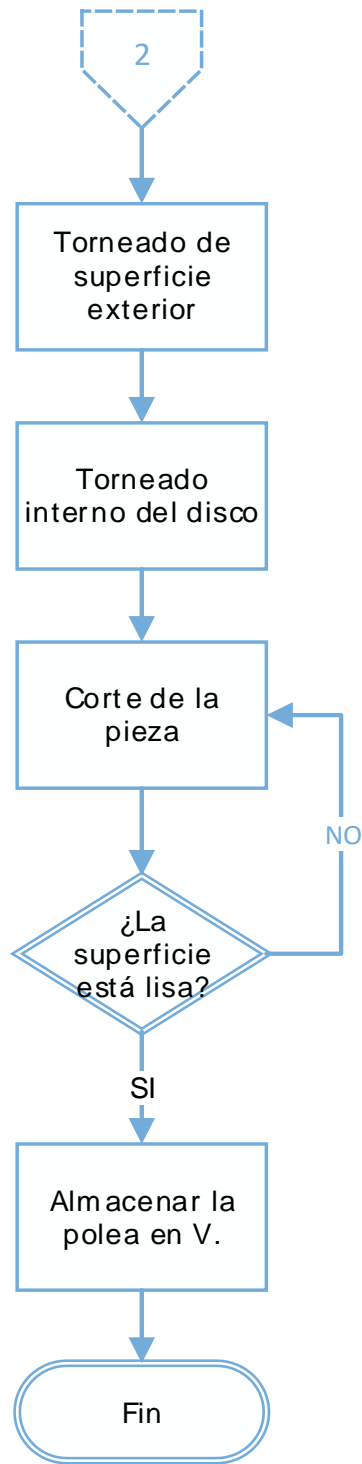 2
Torneado de
superficie
exterior
Torneado
interno del disco
Corte de la
pieza
NO
¿La
superficie
está lisa?
SI
Almacenar la
polea en V.
Fin